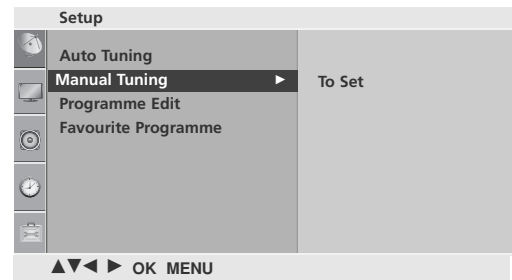 Setup
Auto Tuning
Manual Tuning ► To Set
Programme Edit
Favourite Programme
▲▼◄ ► OK MENU